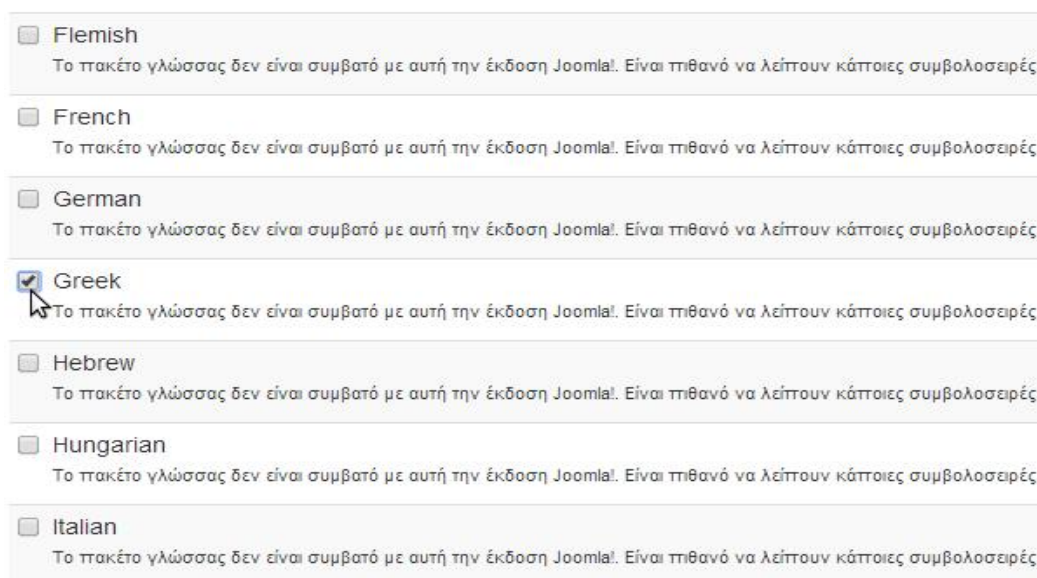 Flemish
Το πακέτο γλώσσας δεν είναι συμβατό με αυτή την έκδοση Joomla!. Είναι πιθανό να λείπουν κάποιες συμβολοσειρές
French
Το πακέτο γλώσσας δεν είναι συμβατό με αυτή την έκδοση Joomla!. Είναι πιθανό να λείπουν κάποιες συμβολοσειρές
German
Το πακέτο γλώσσας δεν είναι συμβατό με αυτή την έκδοση Joomla!. Είναι πιθανό να λείπουν κάποιες συμβολοσειρές
Greek
Το πακέτο γλώσσας δεν είναι συμβατό με αυτή την έκδοση Joomla!. Είναι πιθανό να λείπουν κάποιες συμβολοσειρές
Hebrew
Το πακέτο γλώσσας δεν είναι συμβατό με αυτή την έκδοση Joomla!. Είναι πιθανό να λείπουν κάποιες συμβολοσειρές
Hungarian
Το πακέτο γλώσσας δεν είναι συμβατό με αυτή την έκδοση Joomla!. Είναι πιθανό να λείπουν κάποιες συμβολοσειρές
Italian
Το πακέτο γλώσσας δεν είναι συμβατό με αυτή την έκδοση Joomla!. Είναι πιθανό να λείπουν κάποιες συμβολοσειρές